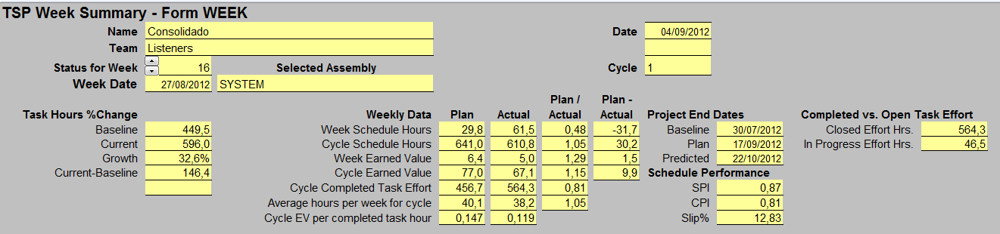 TSP Week Summary - Form WEEK
Name Consolidado Date 04/09/2012
Team Listeners
Status for Week 16 Selected Assembly Cycle 1
Week Date 27/08/2012 SYSTEM
Plan / Plan -
Task Hours %Change Weekly Data Plan Actual Actual Actual Project End Dates Completed vs. Open Task Effort
Baseline 449,5 Week Schedule Hours 29,8 61,5 0,48 -31,7 Baseline 30/07/2012 Closed Effort Hrs. 564,3
Current 596,0 Cycle Schedule Hours 641,0 610,8 1,05 30,2 Plan 17/09/2012 In Progress Effort Hrs. 46,5
Growth 32,6% Week Earned Value 6,4 5,0 1,29 1,5 Predicted 22/10/2012
Current-Baseline 146,4 Cycle Earned Value 77,0 67,1 1,15 9,9 Schedule Performance
Cycle Completed Task Effort 456,7 564,3 0,81 SPI 0,87
Average hours per week for cycle 40,1 38,2 1,05 CPI 0,81
Cycle EV per completed task hour 0,147 0,119 Slip% 12,83